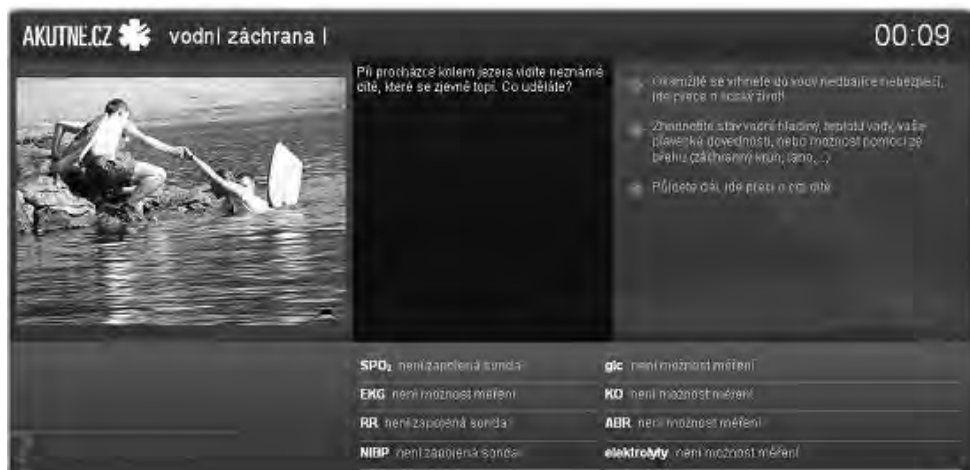 AKUTNE.CZ vodní záchrana I
00:09
Při procházce kolem jezera vidíte neznámé
dítě, které se zjevně topí. Co uděláte?
Okamžitě se vrhnete do vody nedbajíce nebezpečí,
jde přece o lidský život!
Zhodnotíte stav vodní hladiny, teplotu vody, vaše
plavecké dovednosti, nebo možnost pomoci ze
břehu (záchranný kruh, lano,...)
Půjdete dál, jde přeci o cizí dítě
SPO₂ není zapojená sonda
glc není možnost měření
EKG není možnost měření
KO není možnost měření
RR není zapojená sonda
ABR není možnost měření
NIBP není zapojená sonda
elektrolyty není možnost měření